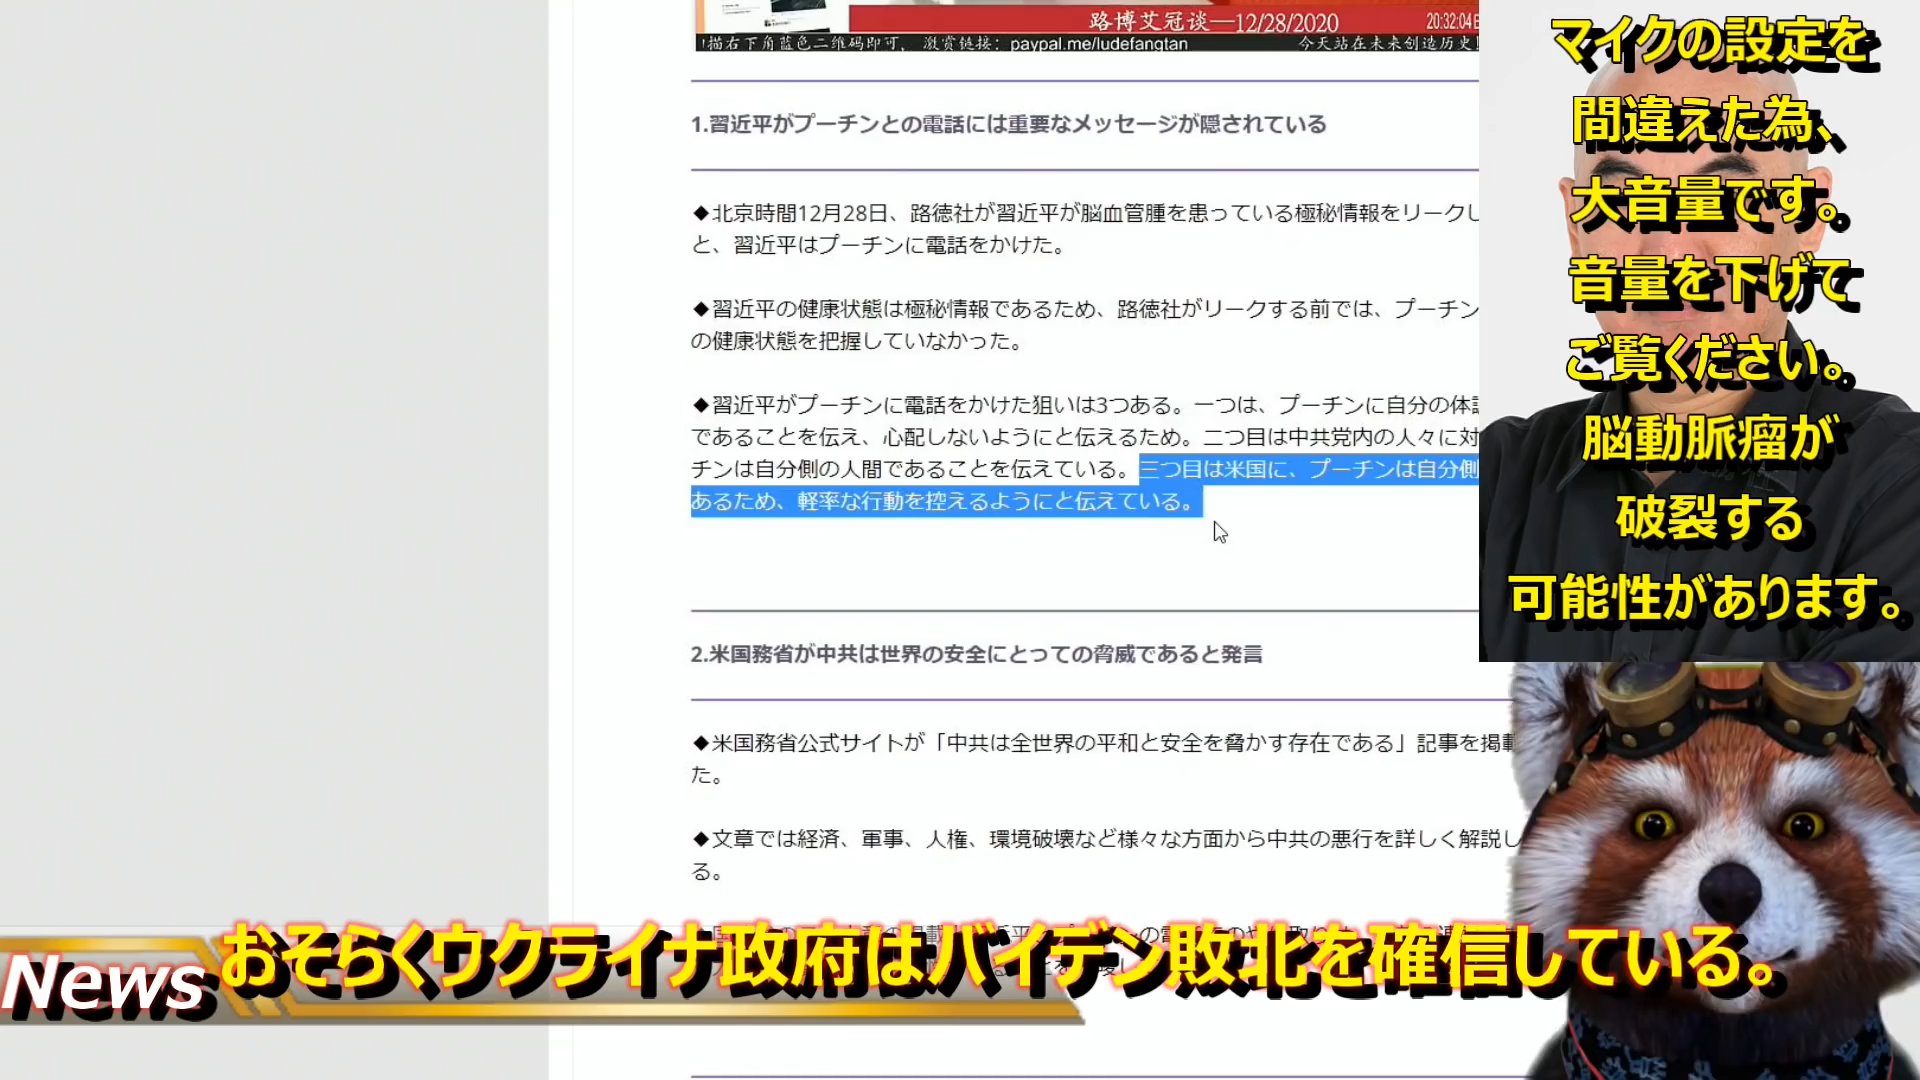 路博艾冠谈—12/28/2020
20:32:04
描右下角蓝色二维码即可， 激赏链接：paypal.me/ludefangtan
今天站在未来创造历史
1.習近平がプーチンとの電話には重要なメッセージが隠されている
◆北京時間12月28日、路徳社が習近平が脳血管腫を患っている極秘情報をリークし
と、習近平はプーチンに電話をかけた。
◆習近平の健康状態は極秘情報であるため、路徳社がリークする前では、プーチン
の健康状態を把握していなかった。
◆習近平がプーチンに電話をかけた狙いは3つある。一つは、プーチンに自分の体
であることを伝え、心配しないようにと伝えるため。二つ目は中共党内の人々に対
チンは自分側の人間であることを伝えている。三つ目は米国に、プーチンは自分側
あるため、軽率な行動を控えるようにと伝えている。
2.米国務省が中共は世界の安全にとっての脅威であると発言
◆米国務省公式サイトが「中共は全世界の平和と安全を脅かす存在である」記事を掲載
た。
◆文章では経済、軍事、人権、環境破壊など様々な方面から中共の悪行を詳しく解説し
る。
マイクの設定を
間違えた為、
大音量です。
音量を下げて
ご覧ください。
脳動脈瘤が
破裂する
可能性があります。
News
おそらくウクライナ政府はバイデン敗北を確信している。